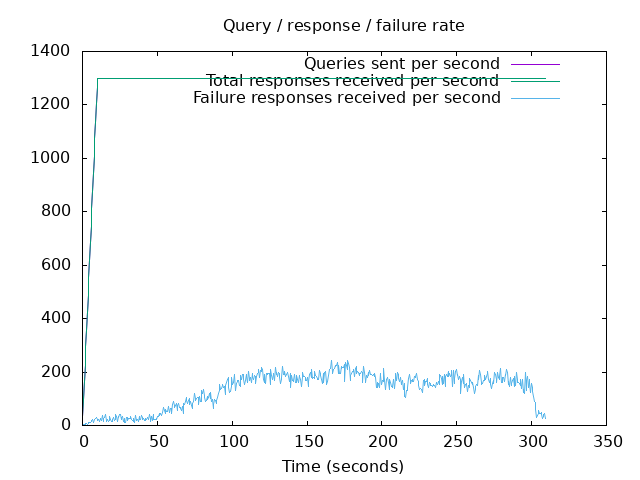 Query / response / failure rate
1400
1200
1000
800
600
400
200
0
Queries sent per second
Total responses received per second
Failure responses received per second
0 50 100 150 200 250 300 350
Time (seconds)